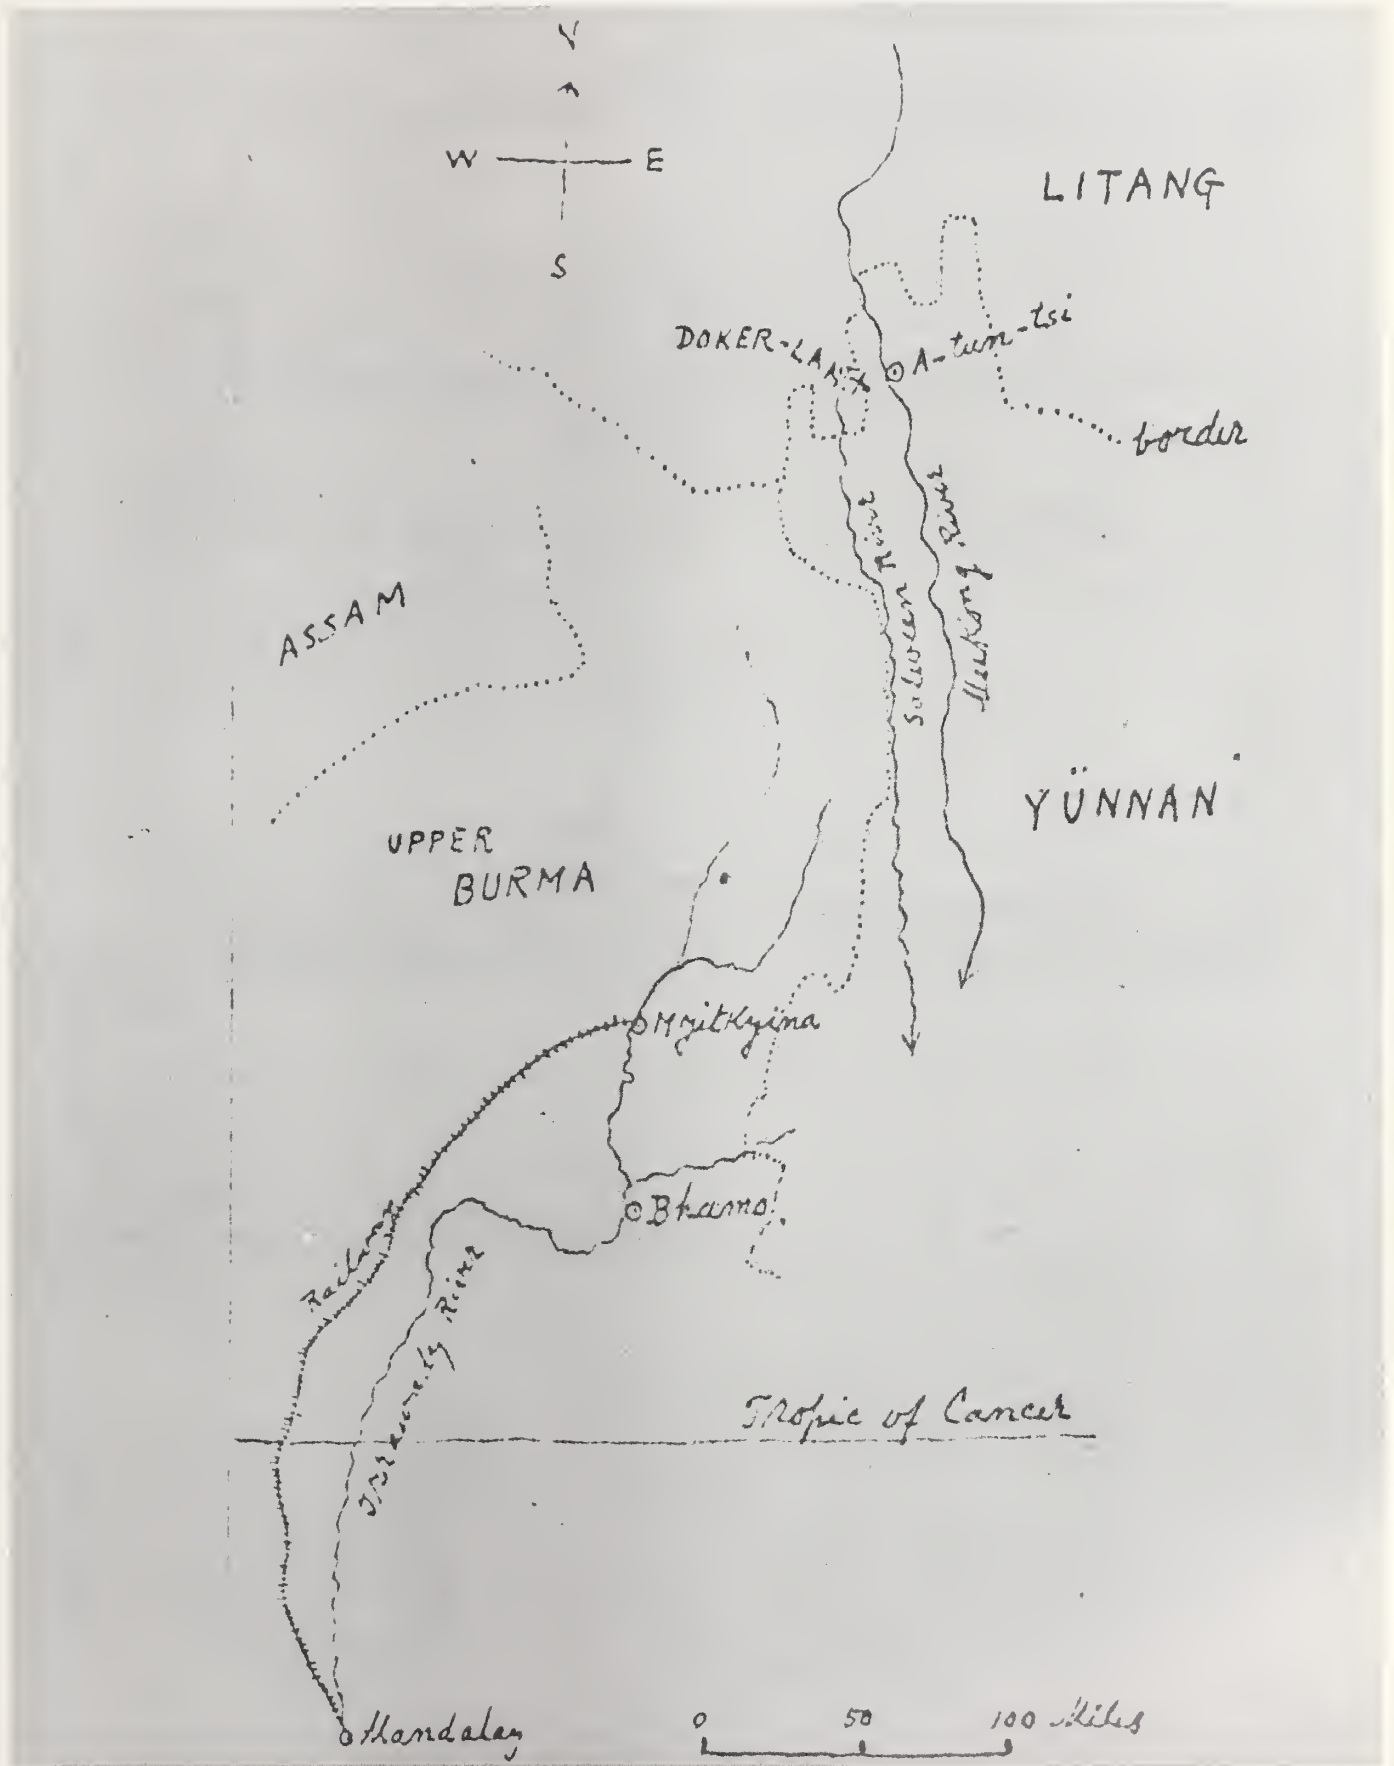 W E
S
LITANG
DOKER-LA
A-tun-tsi
border
Salween River
Mekong River
ASSAM
YÜNNAN
UPPER
BURMA
Myitkyina
Bhamo
Railway
River
Tropic of Cancer
Mandalay
0 50 100 Miles